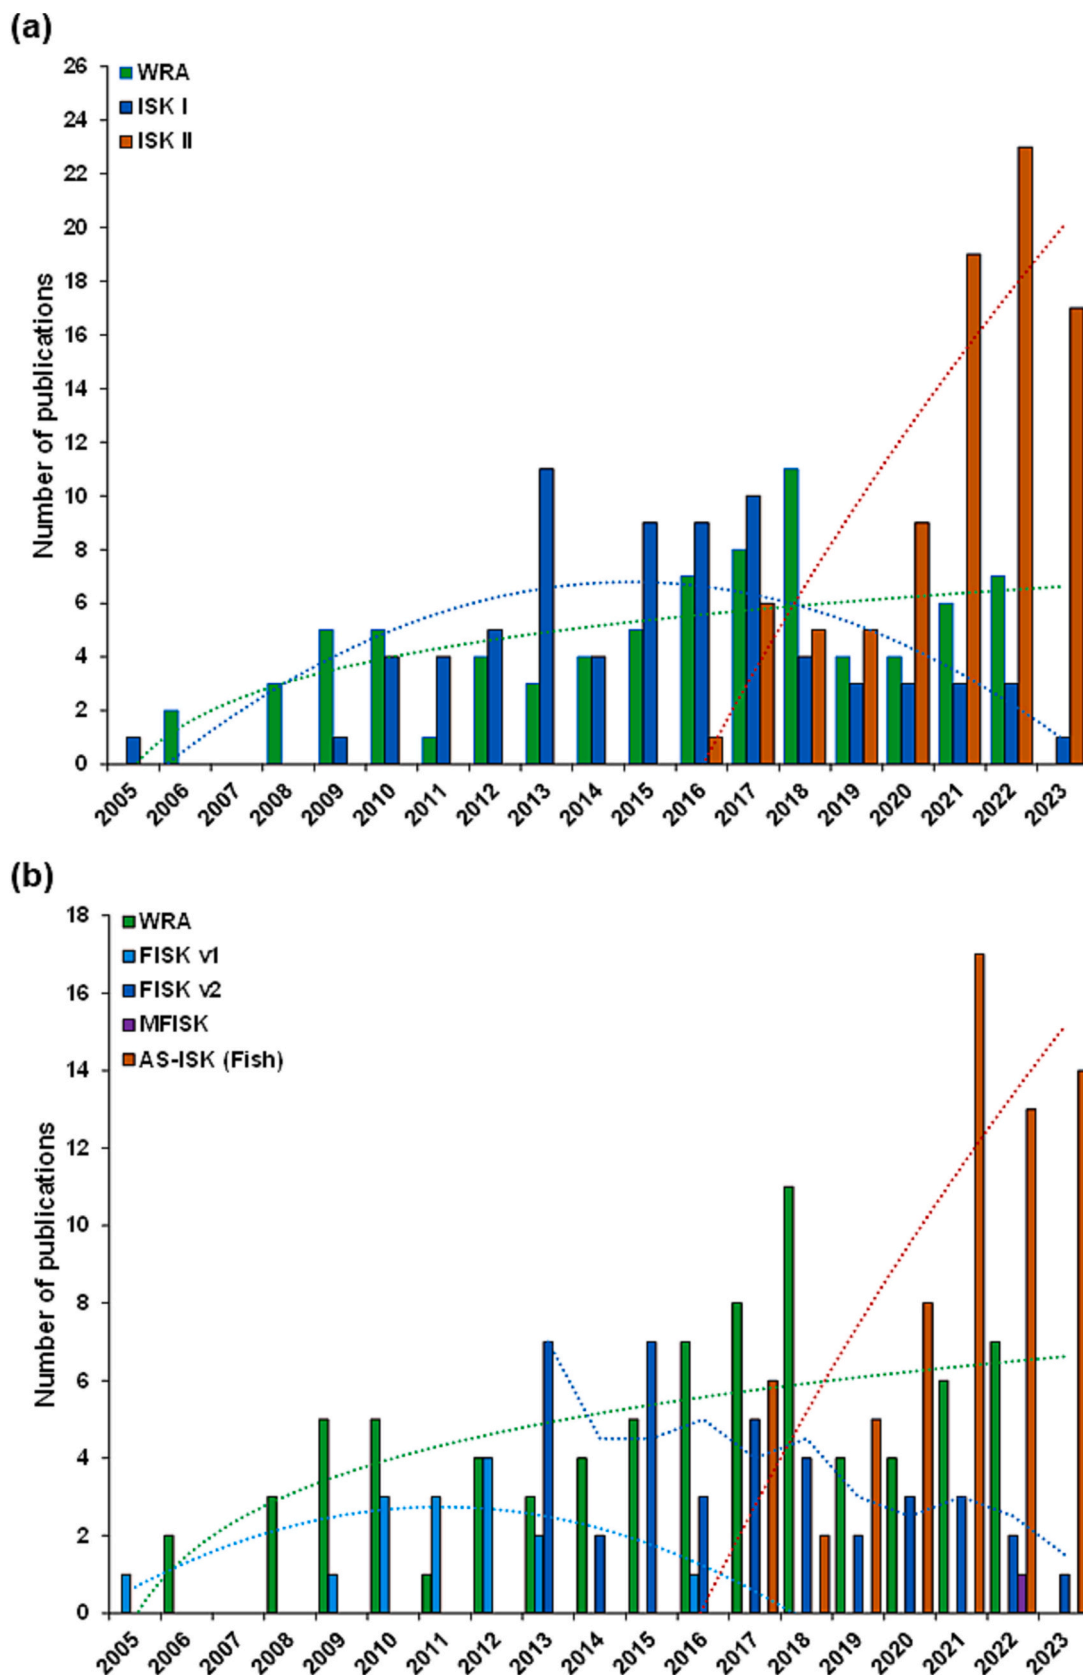 (a)
26
24
22
20
18
16
14
12
10
8
6
4
2
0
Number of publications
WRA
ISK I
ISK II
2005 2006 2007 2008 2009 2010 2011 2012 2013 2014 2015 2016 2017 2018 2019 2020 2021 2022 2023
(b)
18
16
14
12
10
8
6
4
2
0
Number of publications
WRA
FISK v1
FISK v2
MFISK
AS-ISK (Fish)
2005 2006 2007 2008 2009 2010 2011 2012 2013 2014 2015 2016 2017 2018 2019 2020 2021 2022 2023